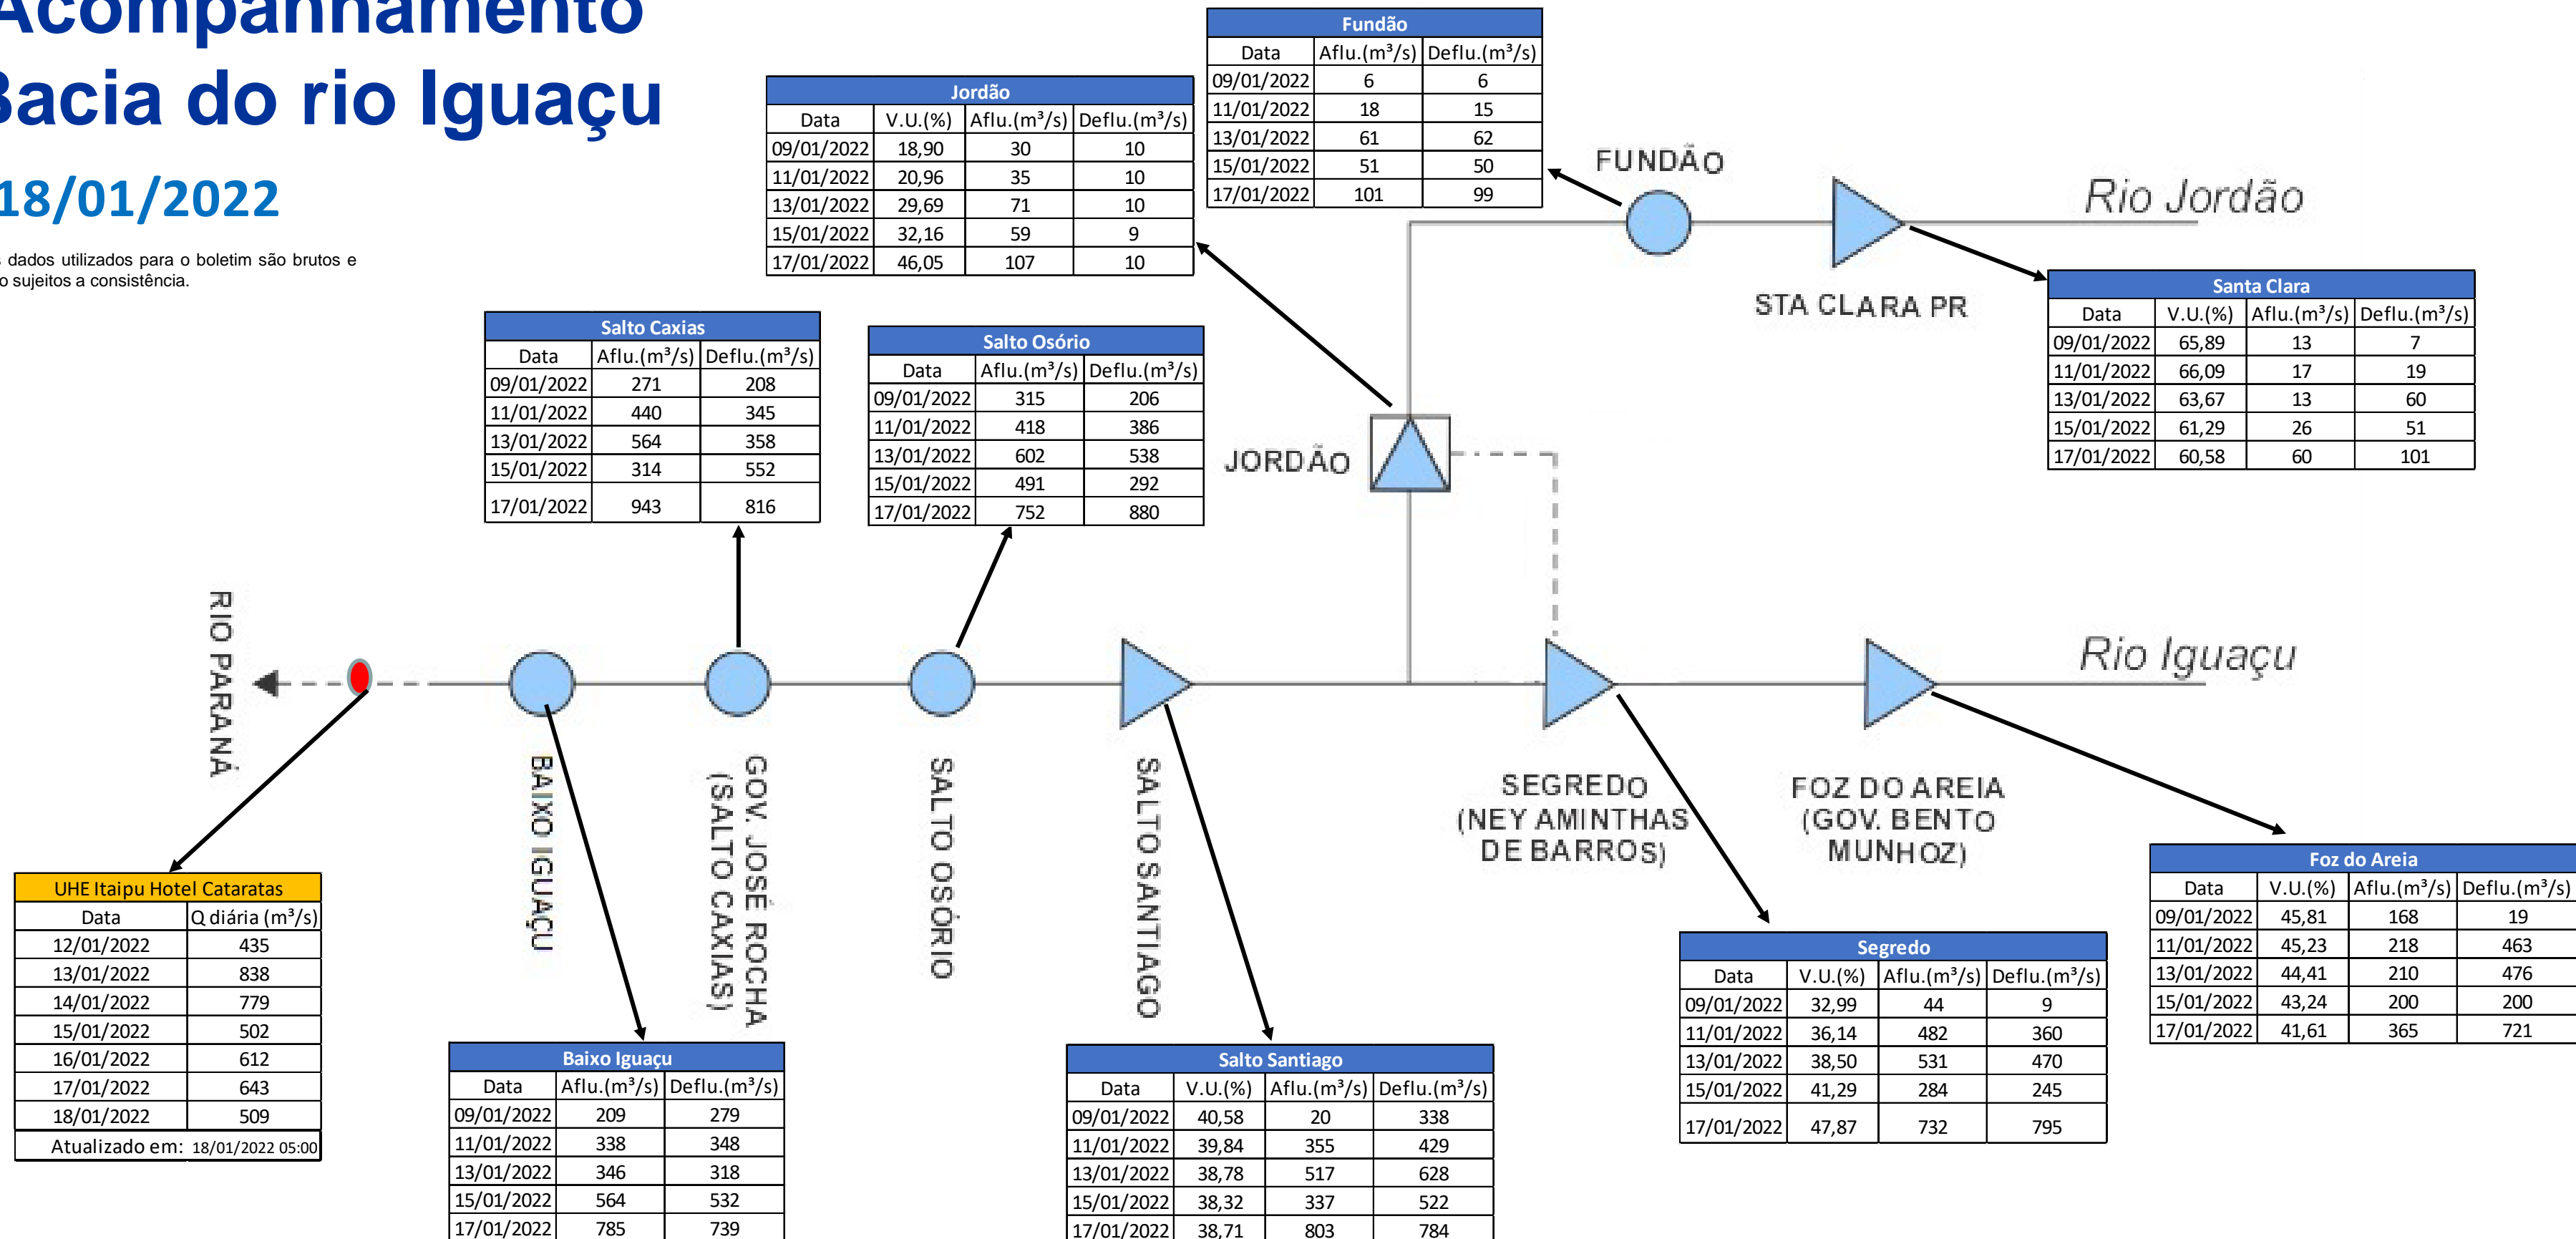 Acompanhamento
Bacia do rio Iguaçu
18/01/2022
s dados utilizados para o boletim são brutos e
o sujeitos a consistência.
Fundão
Data Aflu.(m³/s) Deflu.(m³/s)
09/01/2022 6 6
11/01/2022 18 15
13/01/2022 61 62
15/01/2022 51 50
17/01/2022 101 99
Jordão
Data V.U.(%) Aflu.(m³/s) Deflu.(m³/s)
09/01/2022 18,90 30 10
11/01/2022 20,96 35 10
13/01/2022 29,69 71 10
15/01/2022 32,16 59 9
17/01/2022 46,05 107 10
FUNDÃO
Rio Jordão
STA CLARA PR
Santa Clara
Data V.U.(%) Aflu.(m³/s) Deflu.(m³/s)
09/01/2022 65,89 13 7
11/01/2022 66,09 17 19
13/01/2022 63,67 13 60
15/01/2022 61,29 26 51
17/01/2022 60,58 60 101
Salto Caxias
Data Aflu.(m³/s) Deflu.(m³/s)
09/01/2022 271 208
11/01/2022 440 345
13/01/2022 564 358
15/01/2022 314 552
17/01/2022 943 816
Salto Osório
Data Aflu.(m³/s) Deflu.(m³/s)
09/01/2022 315 206
11/01/2022 418 386
13/01/2022 602 538
15/01/2022 491 292
17/01/2022 752 880
JORDÃO
RIO PARANÁ
Rio Iguaçu
BAIXO IGUAÇU
GOV. JOSÉ ROCHA
(SALTO CAXIAS)
SALTO OSÓRIO
SALTO SANTIAGO
SEGREDO
(NEY AMINTHAS
DE BARROS)
FOZ DO AREIA
(GOV. BENTO
MUNHOZ)
UHE Itaipu Hotel Cataratas
Data Q diária (m³/s)
12/01/2022 435
13/01/2022 838
14/01/2022 779
15/01/2022 502
16/01/2022 612
17/01/2022 643
18/01/2022 509
Atualizado em: 18/01/2022 05:00
Baixo Iguaçu
Data Aflu.(m³/s) Deflu.(m³/s)
09/01/2022 209 279
11/01/2022 338 348
13/01/2022 346 318
15/01/2022 564 532
17/01/2022 785 739
Salto Santiago
Data V.U.(%) Aflu.(m³/s) Deflu.(m³/s)
09/01/2022 40,58 20 338
11/01/2022 39,84 355 429
13/01/2022 38,78 517 628
15/01/2022 38,32 337 522
17/01/2022 38,71 803 784
Segredo
Data V.U.(%) Aflu.(m³/s) Deflu.(m³/s)
09/01/2022 32,99 44 9
11/01/2022 36,14 482 360
13/01/2022 38,50 531 470
15/01/2022 41,29 284 245
17/01/2022 47,87 732 795
Foz do Areia
Data V.U.(%) Aflu.(m³/s) Deflu.(m³/s)
09/01/2022 45,81 168 19
11/01/2022 45,23 218 463
13/01/2022 44,41 210 476
15/01/2022 43,24 200 200
17/01/2022 41,61 365 721